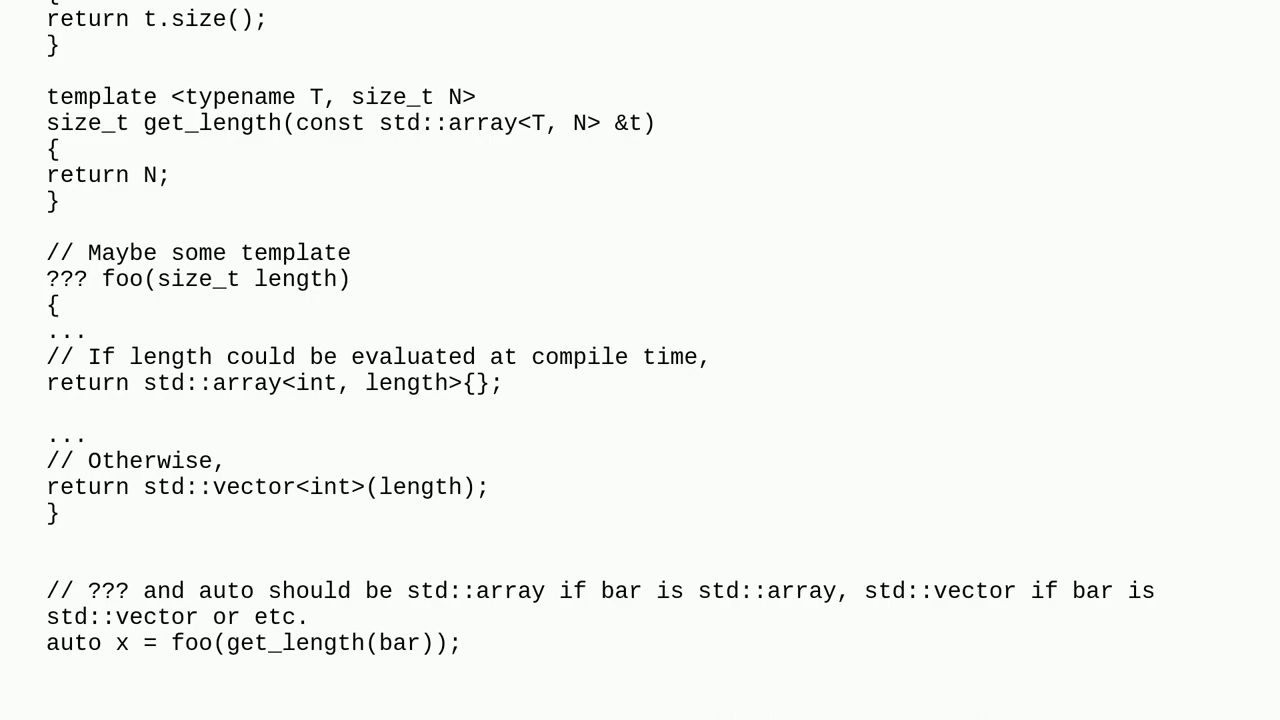 {
return t.size();
}
template <typename T, size_t N>
size_t get_length(const std::array<T, N> &t)
{
return N;
}
// Maybe some template
??? foo(size_t length)
{
...
// If length could be evaluated at compile time,
return std::array<int, length>{};
...
// Otherwise,
return std::vector<int>(length);
}
// ??? and auto should be std::array if bar is std::array, std::vector if bar is
std::vector or etc.
auto x = foo(get_length(bar));